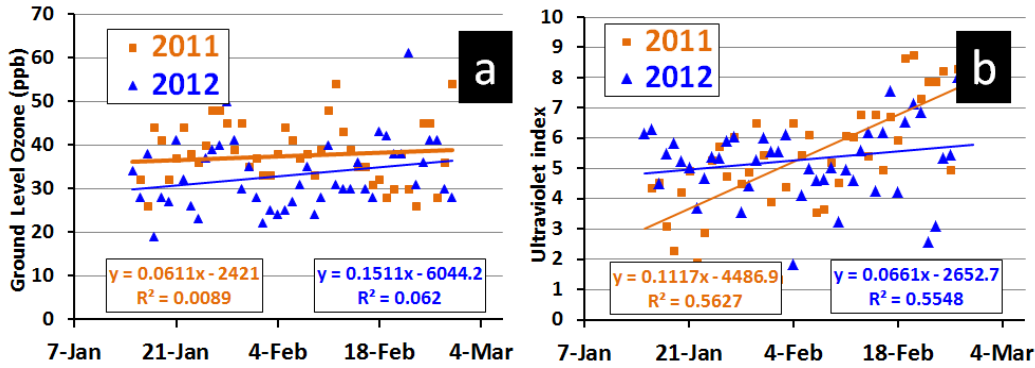 Ground Level Ozone (ppb)
70
60
50
40
30
20
10
0
2011
2012
a
y = 0.0611x - 2421
R² = 0.0089
y = 0.1511x - 6044.2
R² = 0.062
7-Jan 21-Jan 4-Feb 18-Feb 4-Mar
Ultraviolet index
10
9
8
7
6
5
4
3
2
1
0
2011
2012
b
y = 0.1117x - 4486.9
R² = 0.5627
y = 0.0661x - 2652.7
R² = 0.5548
7-Jan 21-Jan 4-Feb 18-Feb 4-Mar